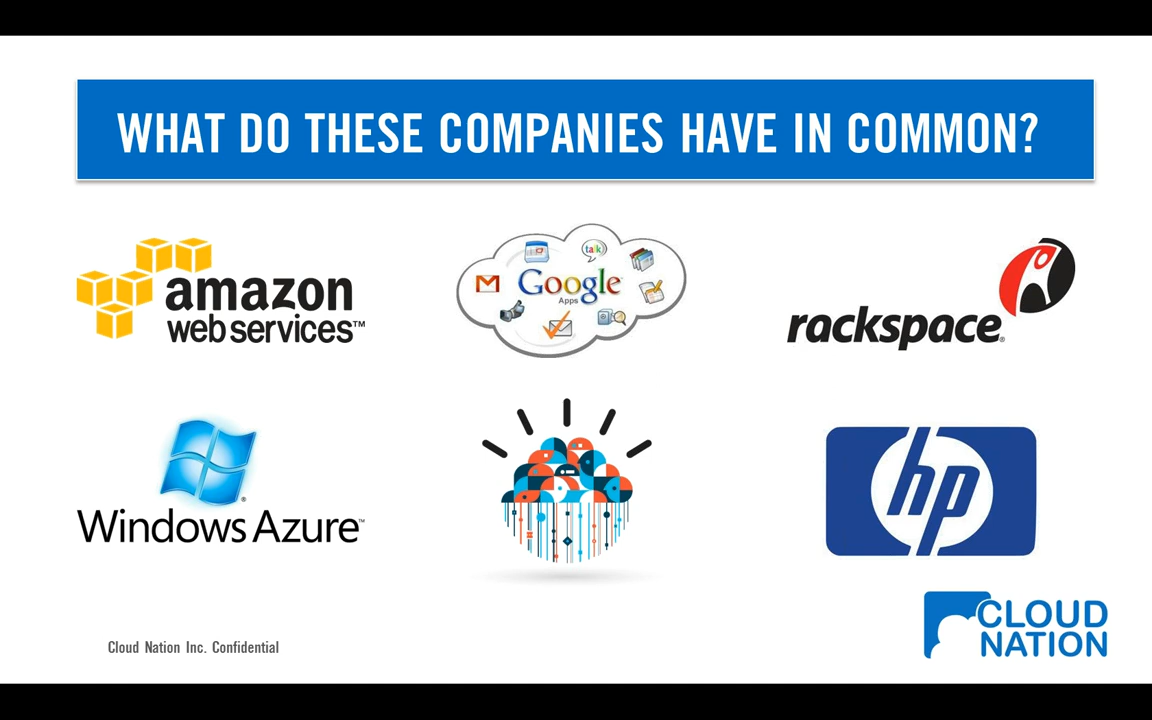 WHAT DO THESE COMPANIES HAVE IN COMMON?
amazon
web services™
talk
Google™
Apps
rackspace®
Windows Azure™
hp
CLOUD
NATION
Cloud Nation Inc. Confidential